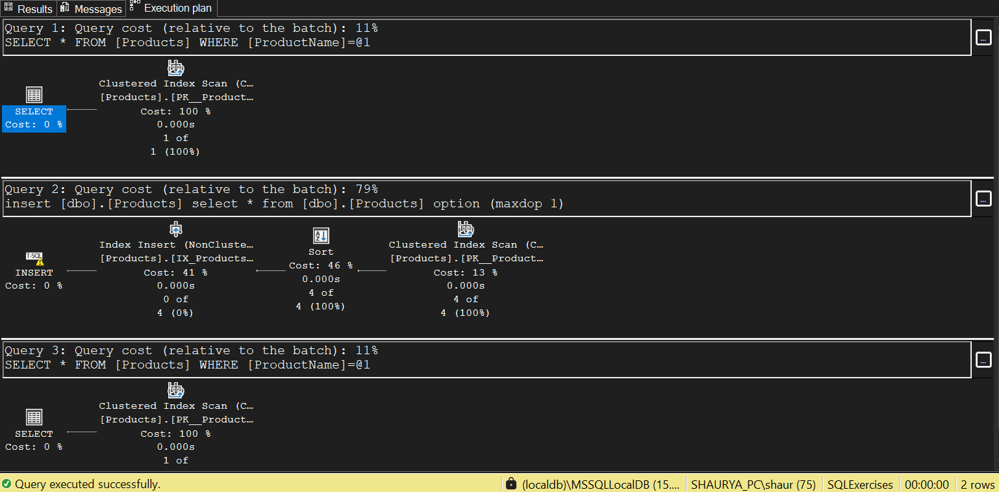 Results Messages Execution plan
Query 1: Query cost (relative to the batch): 11%
SELECT * FROM [Products] WHERE [ProductName]=@1
...
Clustered Index Scan (C…
[Products].[PK__Product…
Cost: 100 %
0.000s
1 of
1 (100%)
SELECT
Cost: 0 %
Query 2: Query cost (relative to the batch): 79%
insert [dbo].[Products] select * from [dbo].[Products] option (maxdop 1)
...
T-SQL
INSERT
Cost: 0 %
Index Insert (NonCluste…
[Products].[IX_Products…
Cost: 41 %
0.000s
0 of
4 (0%)
A
Z
Sort
Cost: 46 %
0.000s
4 of
4 (100%)
Clustered Index Scan (C…
[Products].[PK__Product…
Cost: 13 %
0.000s
4 of
4 (100%)
Query 3: Query cost (relative to the batch): 11%
SELECT * FROM [Products] WHERE [ProductName]=@1
...
Clustered Index Scan (C…
[Products].[PK__Product…
Cost: 100 %
0.000s
1 of
SELECT
Cost: 0 %
Query executed successfully. (localdb)\MSSQLLocalDB (15.... SHAURYA_PC\shaur (75) SQLExercises 00:00:00 2 rows